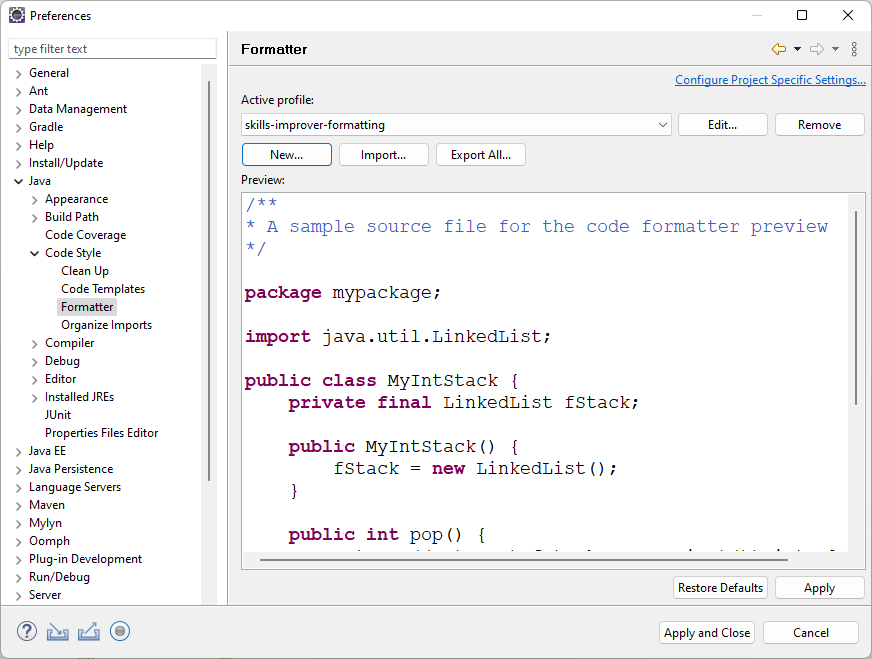 Preferences
type filter text
General
Ant
Data Management
Gradle
Help
Install/Update
Java
Appearance
Build Path
Code Coverage
Code Style
Clean Up
Code Templates
Formatter
Organize Imports
Compiler
Debug
Editor
Installed JREs
JUnit
Properties Files Editor
Java EE
Java Persistence
Language Servers
Maven
Mylyn
Oomph
Plug-in Development
Run/Debug
Server
Formatter
Configure Project Specific Settings...
Active profile:
skills-improver-formatting
Edit...
Remove
New...
Import...
Export All...
Preview:
/**
* A sample source file for the code formatter preview
*/
package mypackage;
import java.util.LinkedList;
public class MyIntStack {
private final LinkedList fStack;
public MyIntStack() {
fStack = new LinkedList();
}
public int pop() {
Restore Defaults
Apply
?
Apply and Close
Cancel